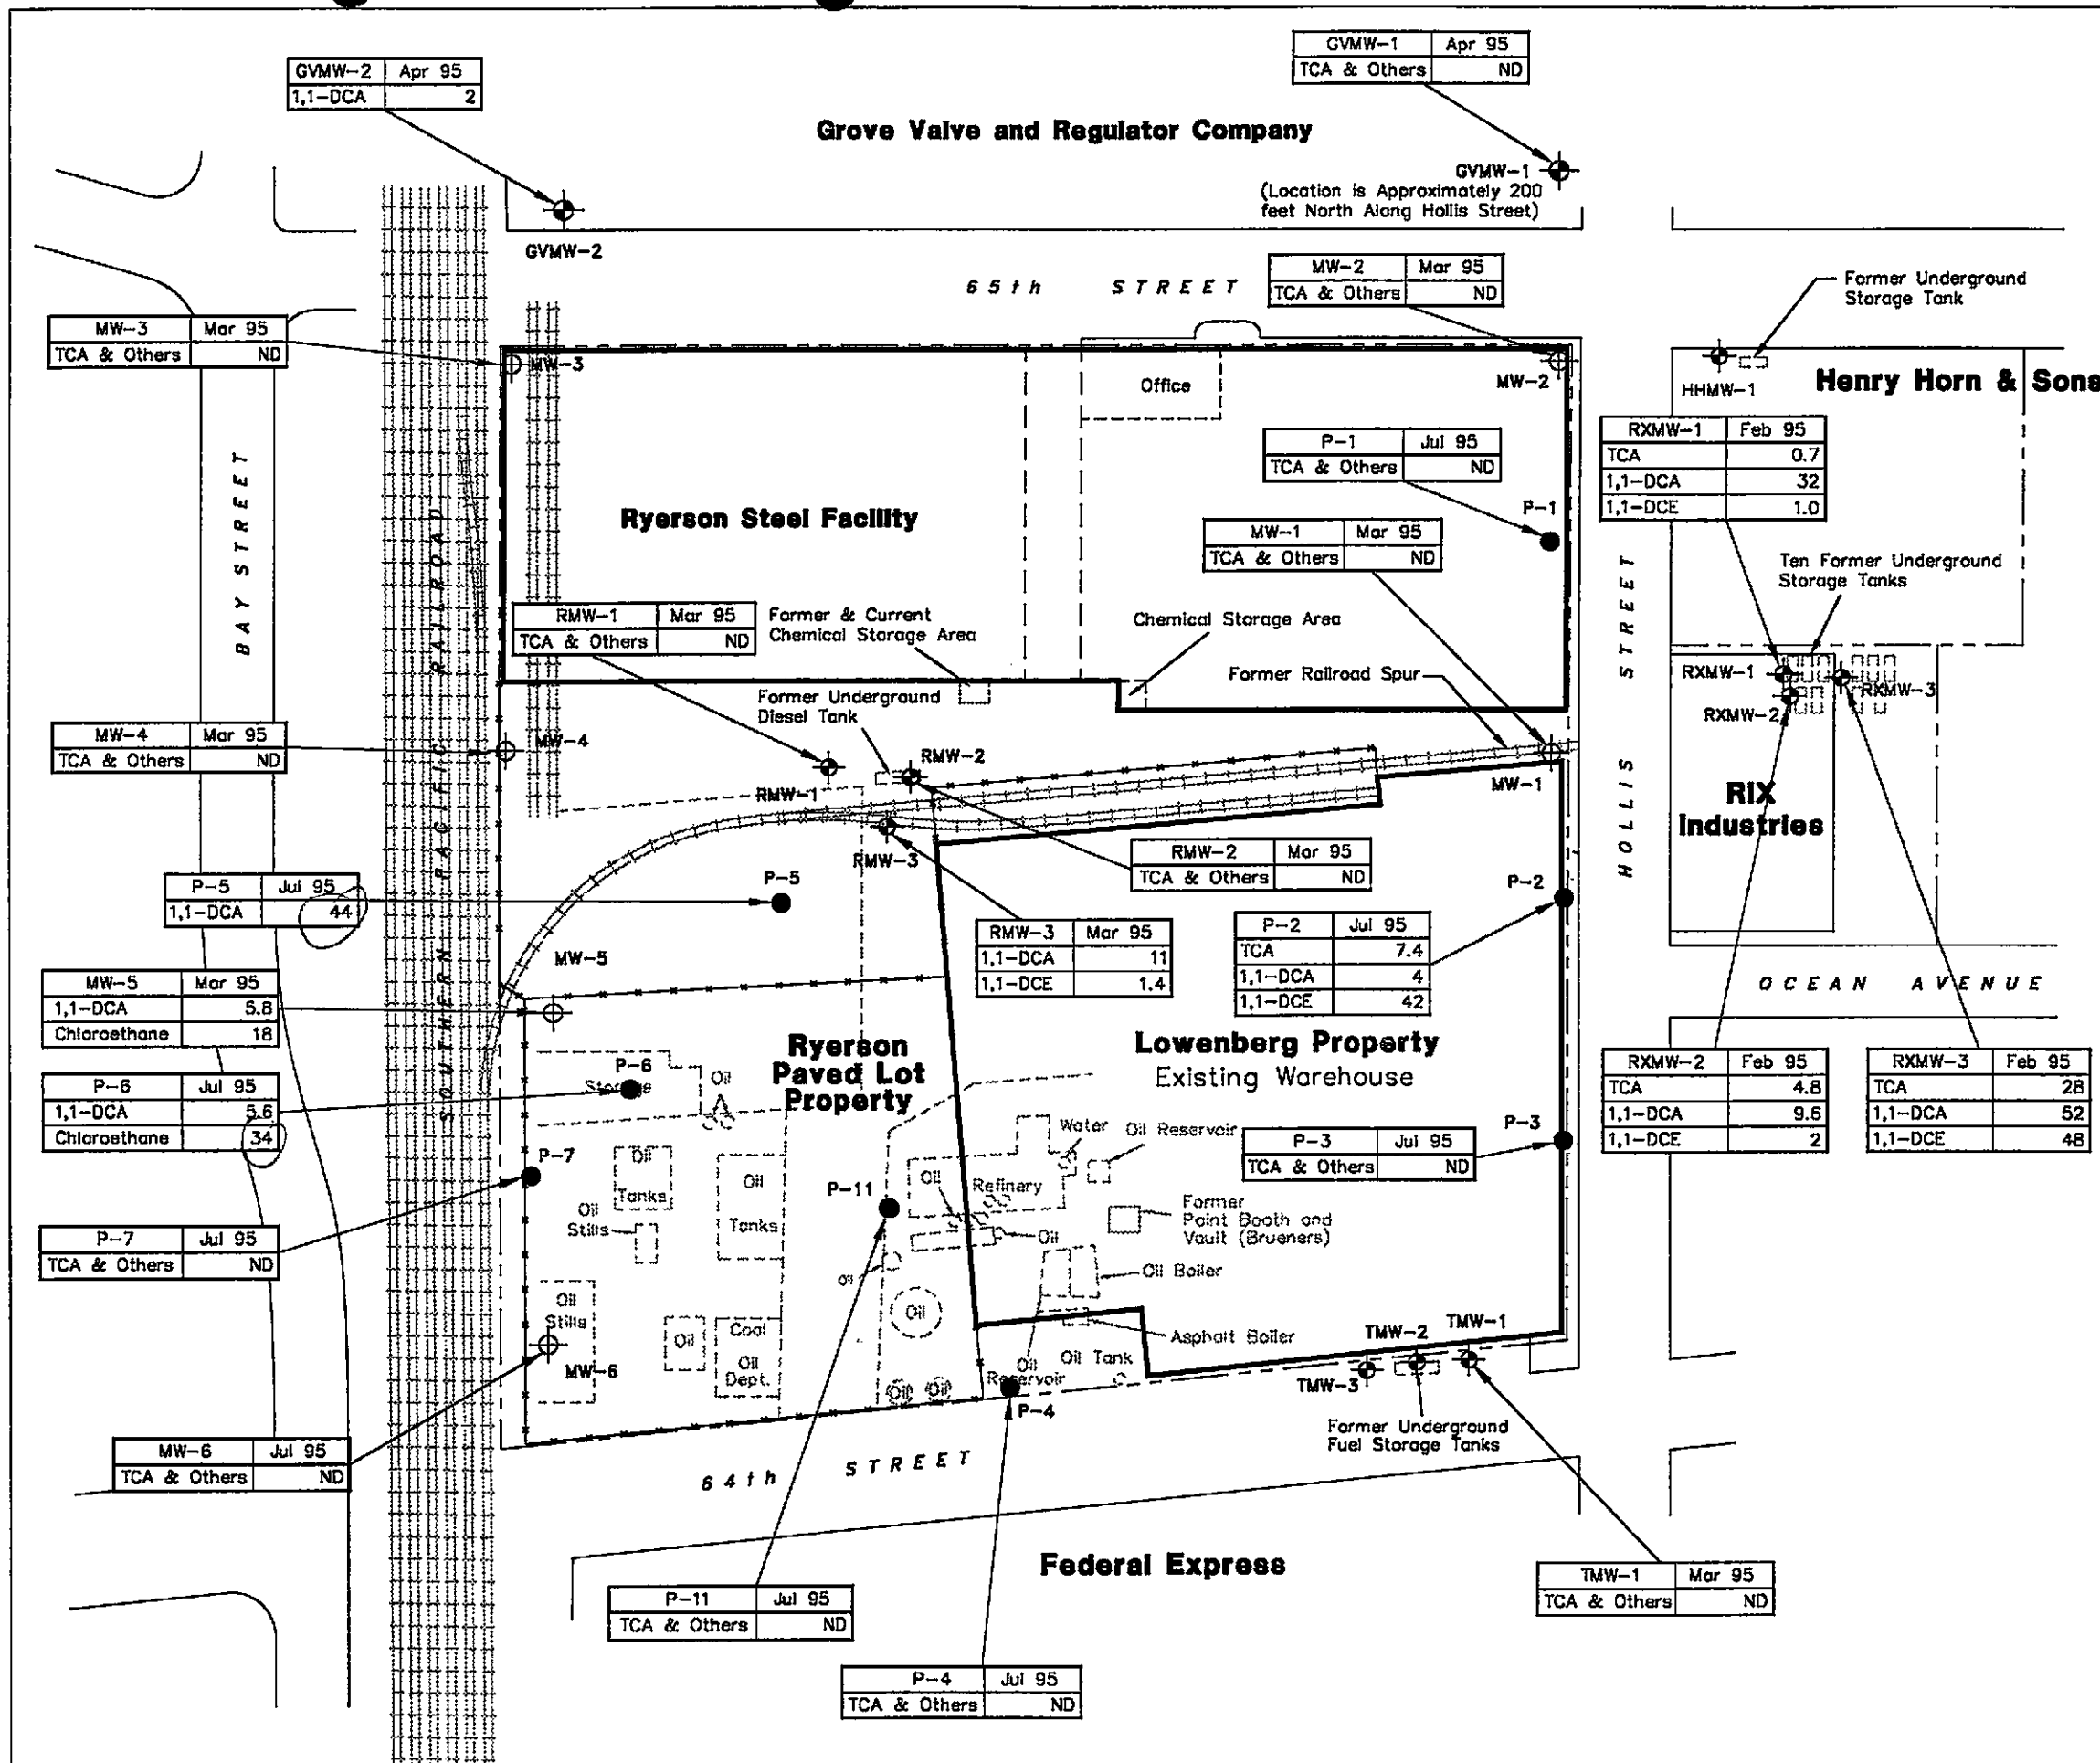 GVMW-2 Apr 95
1,1-DCA 2
GVMW-1 Apr 95
TCA & Others ND
Grove Valve and Regulator Company
GVMW-1
(Location is Approximately 200
feet North Along Hollis Street)
GVMW-2
65th STREET
MW-2 Mar 95
TCA & Others ND
Former Underground
Storage Tank
MW-3 Mar 95
TCA & Others ND
MW-3
Office
MW-2
HHMW-1
Henry Horn & Sons
RXMW-1 Feb 95
TCA 0.7
1,1-DCA 32
1,1-DCE 1.0
P-1 Jul 95
TCA & Others ND
P-1
BAY STREET
SOUTHERN PACIFIC RAILROAD
Ryerson Steel Facility
MW-1 Mar 95
TCA & Others ND
HOLLIS STREET
Ten Former Underground
Storage Tanks
RMW-1 Mar 95
TCA & Others ND
Former & Current
Chemical Storage Area
Chemical Storage Area
Former Railroad Spur
RXMW-1
RXMW-3
RXMW-2
Former Underground
Diesel Tank
MW-4 Mar 95
TCA & Others ND
MW-4
RMW-2
RMW-1
MW-1
RIX
Industries
RMW-3
RMW-2 Mar 95
TCA & Others ND
P-5 Jul 95
1,1-DCA 44
P-5
P-2
RMW-3 Mar 95
1,1-DCA 11
1,1-DCE 1.4
P-2 Jul 95
TCA 7.4
1,1-DCA 4
1,1-DCE 42
MW-5
MW-5 Mar 95
1,1-DCA 5.8
Chloroethane 18
OCEAN AVENUE
Ryerson
Paved Lot
Property
Lowenberg Property
Existing Warehouse
P-6 Jul 95
1,1-DCA 5.6
Chloroethane 34
P-6
Storage
Oil
RXMW-2 Feb 95
TCA 4.8
1,1-DCA 9.6
1,1-DCE 2
RXMW-3 Feb 95
TCA 28
1,1-DCA 52
1,1-DCE 48
Water
Oil Reservoir
P-3 Jul 95
TCA & Others ND
P-3
P-7
Oil
Tanks
Oil
Tanks
Oil
Stills
P-11
Oil
Refinery
Former
Paint Booth and
Vault (Brueners)
P-7 Jul 95
TCA & Others ND
Oil
Oil
Oil Boiler
Oil
Stills
Oil
Oil
Coal
Oil
Dept.
Asphalt Boiler
MW-6
Oil
Reservoir
Oil Tank
Oil
Oil
TMW-2
TMW-1
TMW-3
P-4
Former Underground
Fuel Storage Tanks
MW-6 Jul 95
TCA & Others ND
64th STREET
Federal Express
P-11 Jul 95
TCA & Others ND
TMW-1 Mar 95
TCA & Others ND
P-4 Jul 95
TCA & Others ND